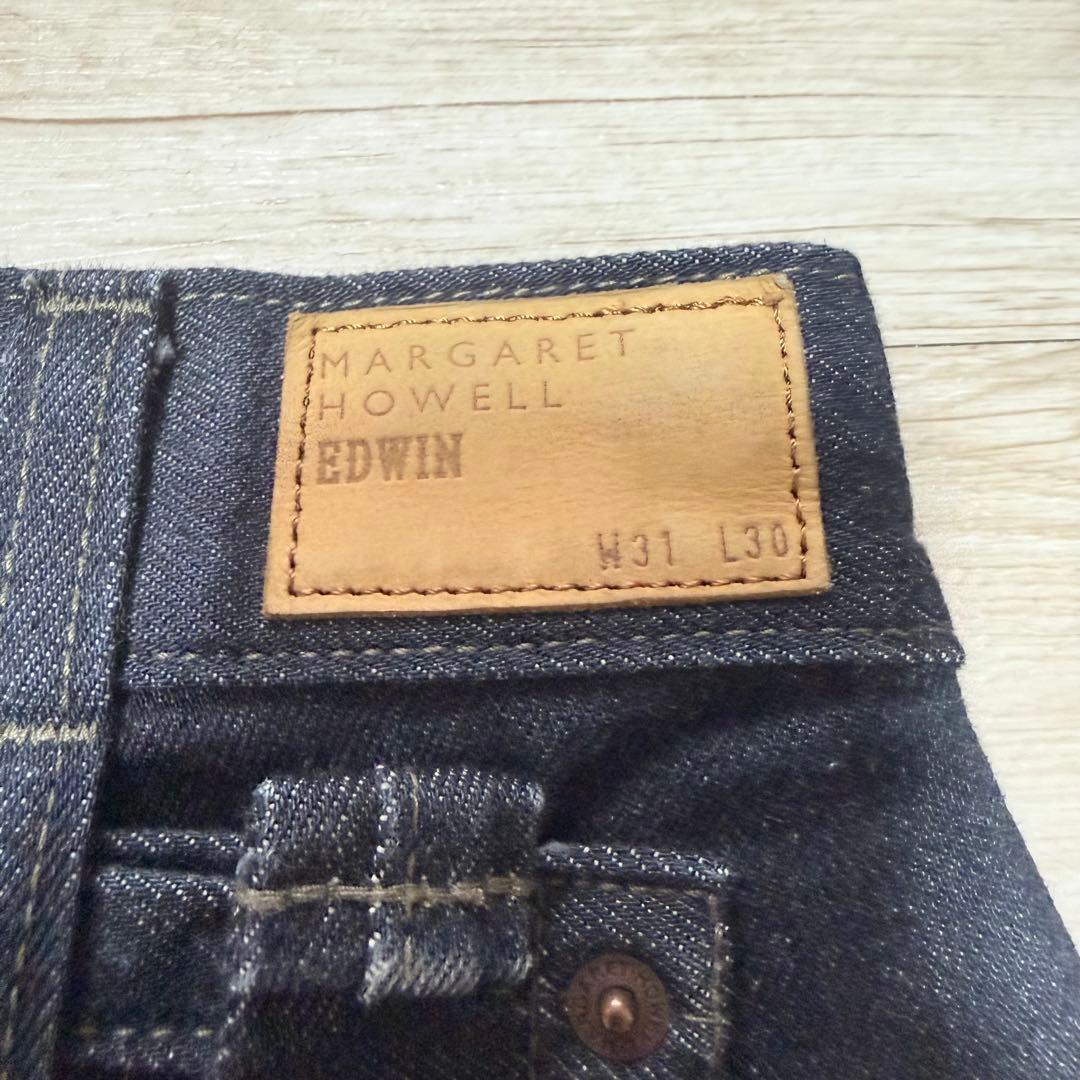 MARGARET
HOWELL
EDWIN
W31 L30